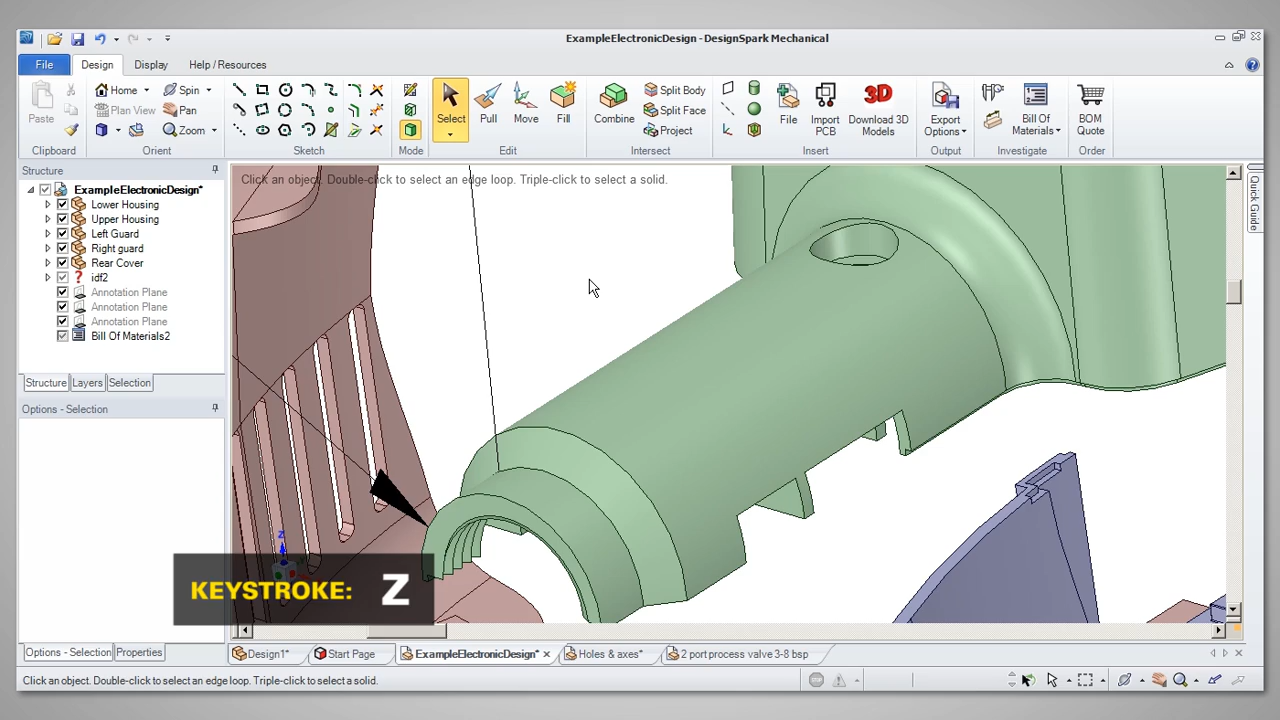 ExampleElectronicDesign - DesignSpark Mechanical
File Design Display Help / Resources
Paste Home Plan View Spin Pan Zoom Select Pull Move Fill Combine Split Body Split Face Project File Import PCB 3D Download 3D Models Export Options Bill Of Materials BOM Quote
Clipboard Orient Sketch Mode Edit Intersect Insert Output Investigate Order
Structure
ExampleElectronicDesign*
Lower Housing
Upper Housing
Left Guard
Right guard
Rear Cover
idf2
Annotation Plane
Annotation Plane
Annotation Plane
Bill Of Materials2
Structure Layers Selection
Options - Selection
Options - Selection Properties
Click an object. Double-click to select an edge loop. Triple-click to select a solid.
Quick Guide
Z
KEYSTROKE: Z
Design1* Start Page ExampleElectronicDesign* Holes & axes* 2 port process valve 3-8 bsp
Click an object. Double-click to select an edge loop. Triple-click to select a solid.